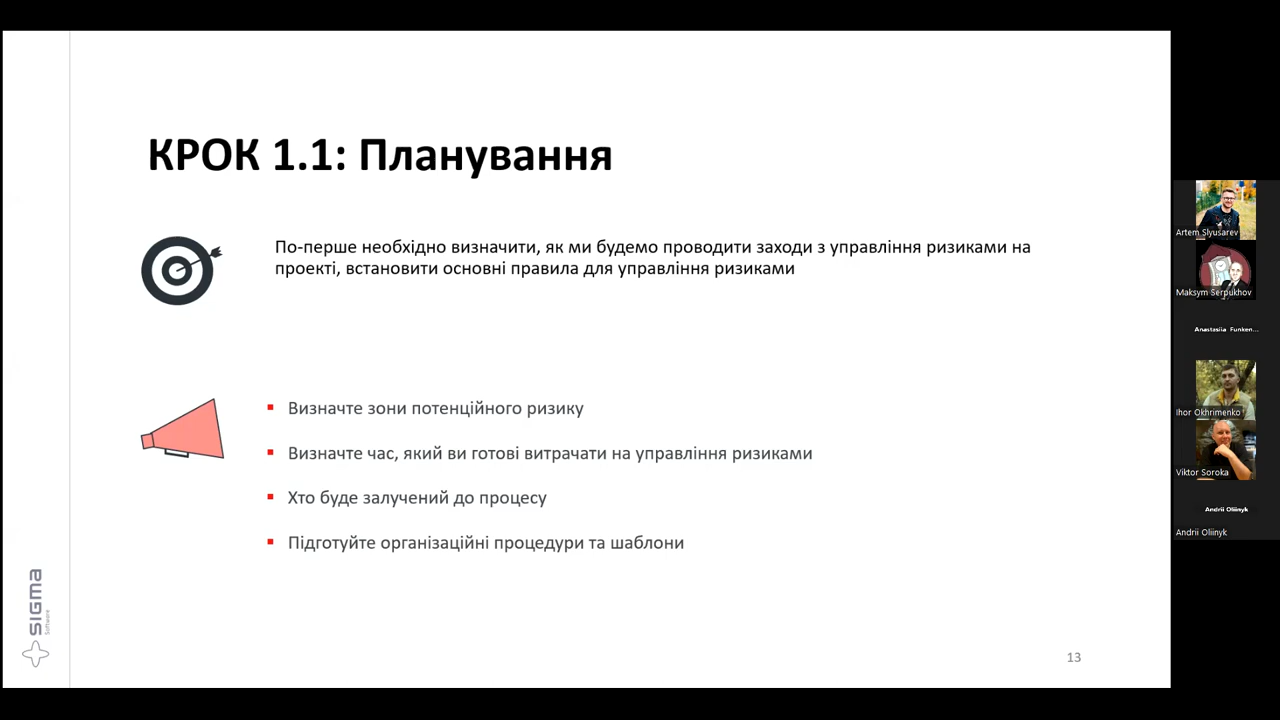 КРОК 1.1: Планування
По-перше необхідно визначити, як ми будемо проводити заходи з управління ризиками на
проекті, встановити основні правила для управління ризиками
Визначте зони потенційного ризику
Визначте час, який ви готові витрачати на управління ризиками
Хто буде залучений до процесу
Підготуйте організаційні процедури та шаблони
SIGMA
Software
13
Artem Slyusarev
Maksym Serpukhov
Anastasiia Funken...
Ihor Okhrimenko
Viktor Soroka
Andrii Oliinyk
Andrii Oliinyk